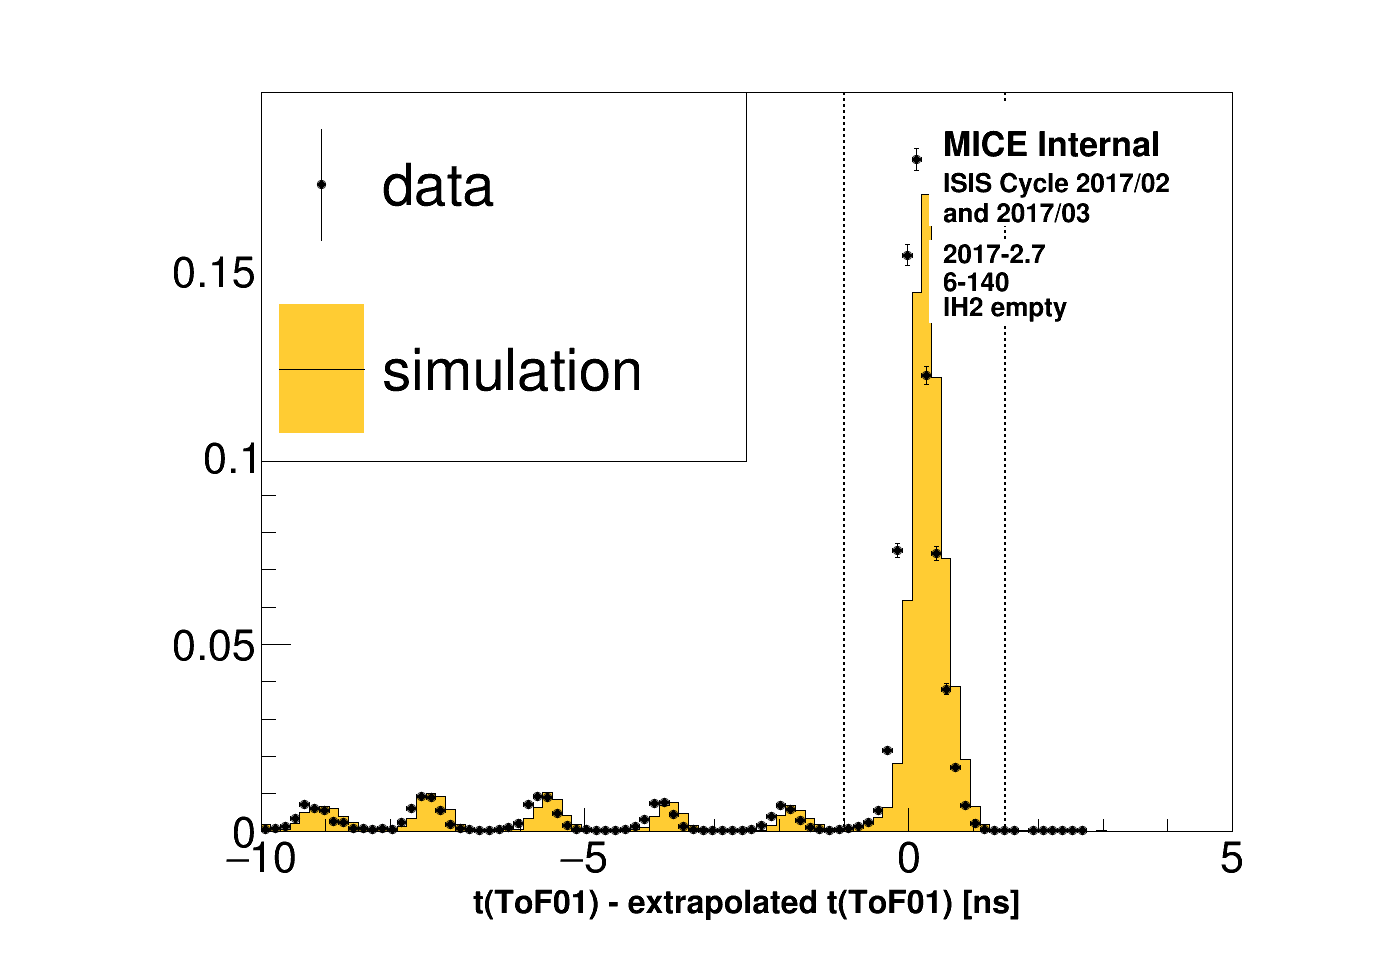 data
simulation
MICE Internal
ISIS Cycle 2017/02
and 2017/03
2017-2.7
6-140
IH2 empty
0.15
0.1
0.05
0
−10
−5
0
5
t(ToF01) - extrapolated t(ToF01) [ns]